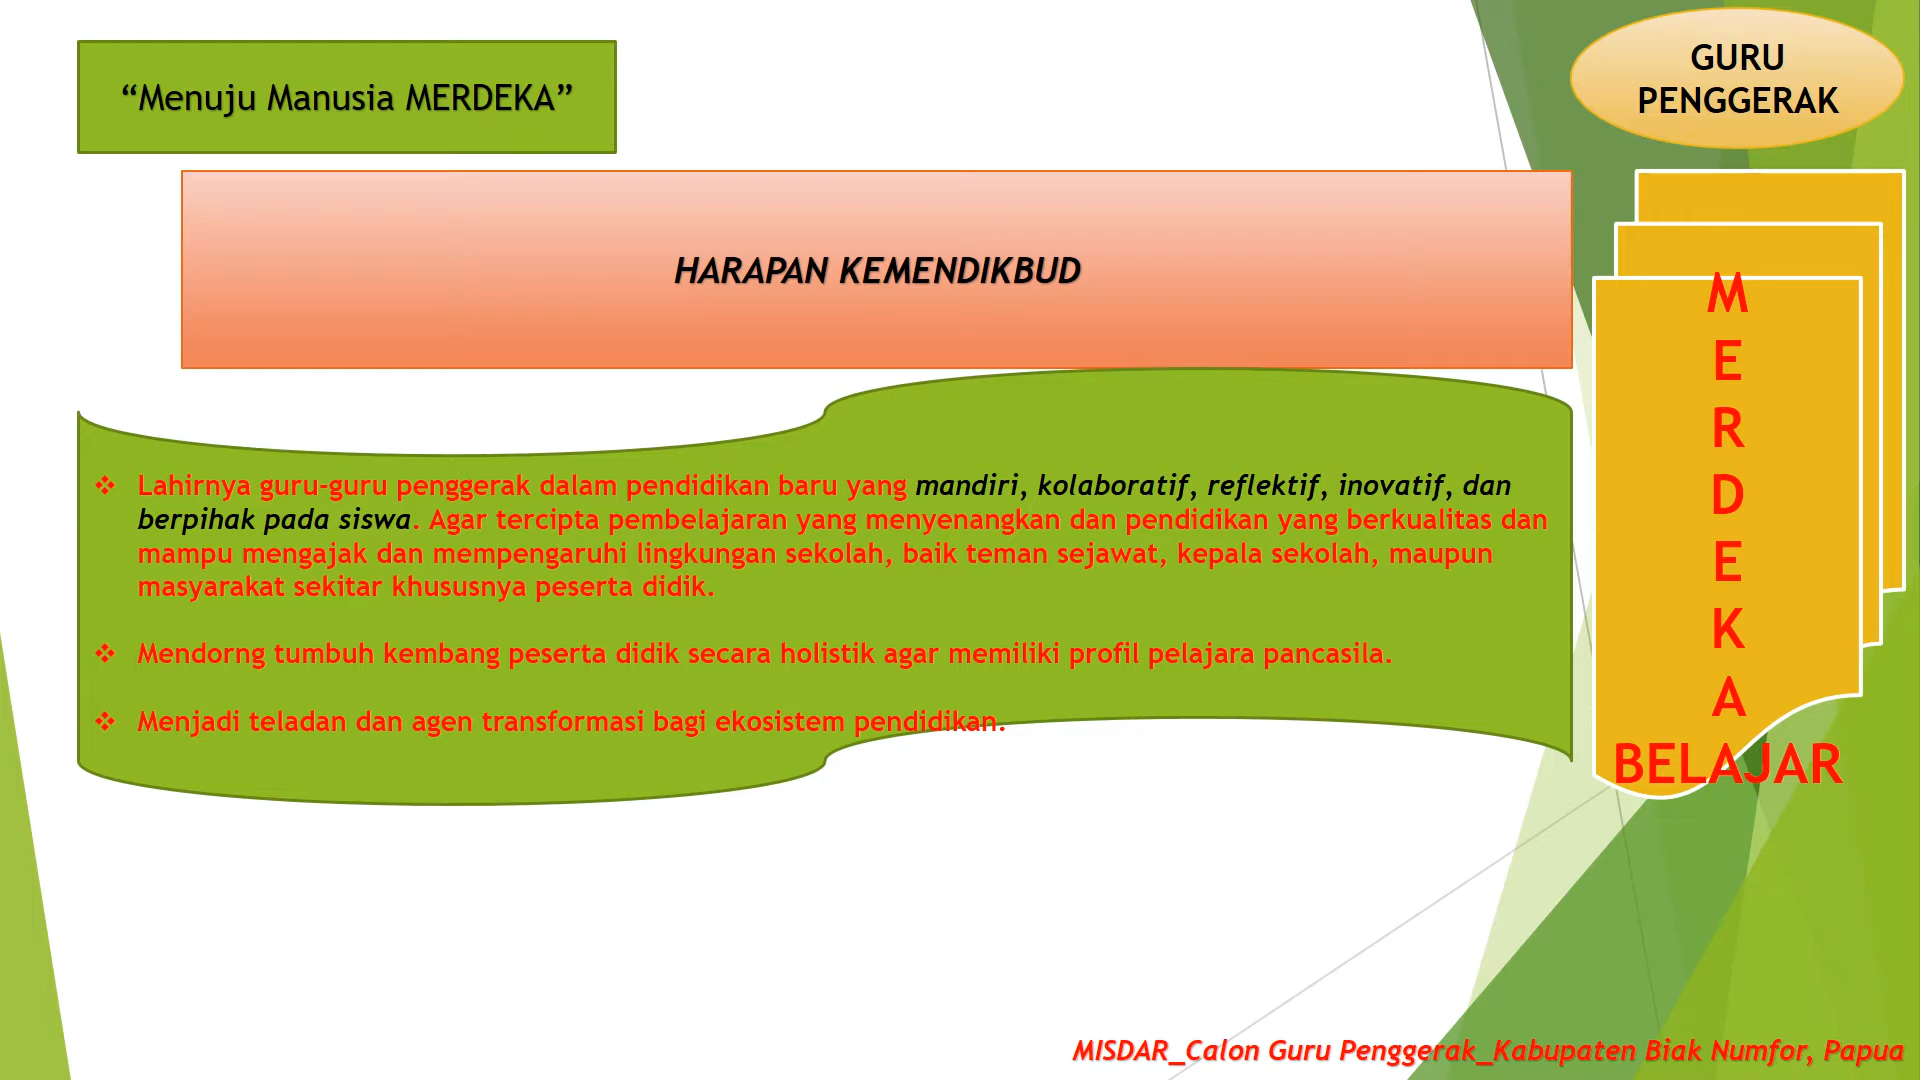 “Menuju Manusia MERDEKA”
GURU
PENGGERAK
HARAPAN KEMENDIKBUD
❖ Lahirnya guru-guru penggerak dalam pendidikan baru yang mandiri, kolaboratif, reflektif, inovatif, dan
berpihak pada siswa. Agar tercipta pembelajaran yang menyenangkan dan pendidikan yang berkualitas dan
mampu mengajak dan mempengaruhi lingkungan sekolah, baik teman sejawat, kepala sekolah, maupun
masyarakat sekitar khususnya peserta didik.
❖ Mendorng tumbuh kembang peserta didik secara holistik agar memiliki profil pelajara pancasila.
❖ Menjadi teladan dan agen transformasi bagi ekosistem pendidikan.
M
E
R
D
E
K
A
BELAJAR
MISDAR_Calon Guru Penggerak_Kabupaten Biak Numfor, Papua